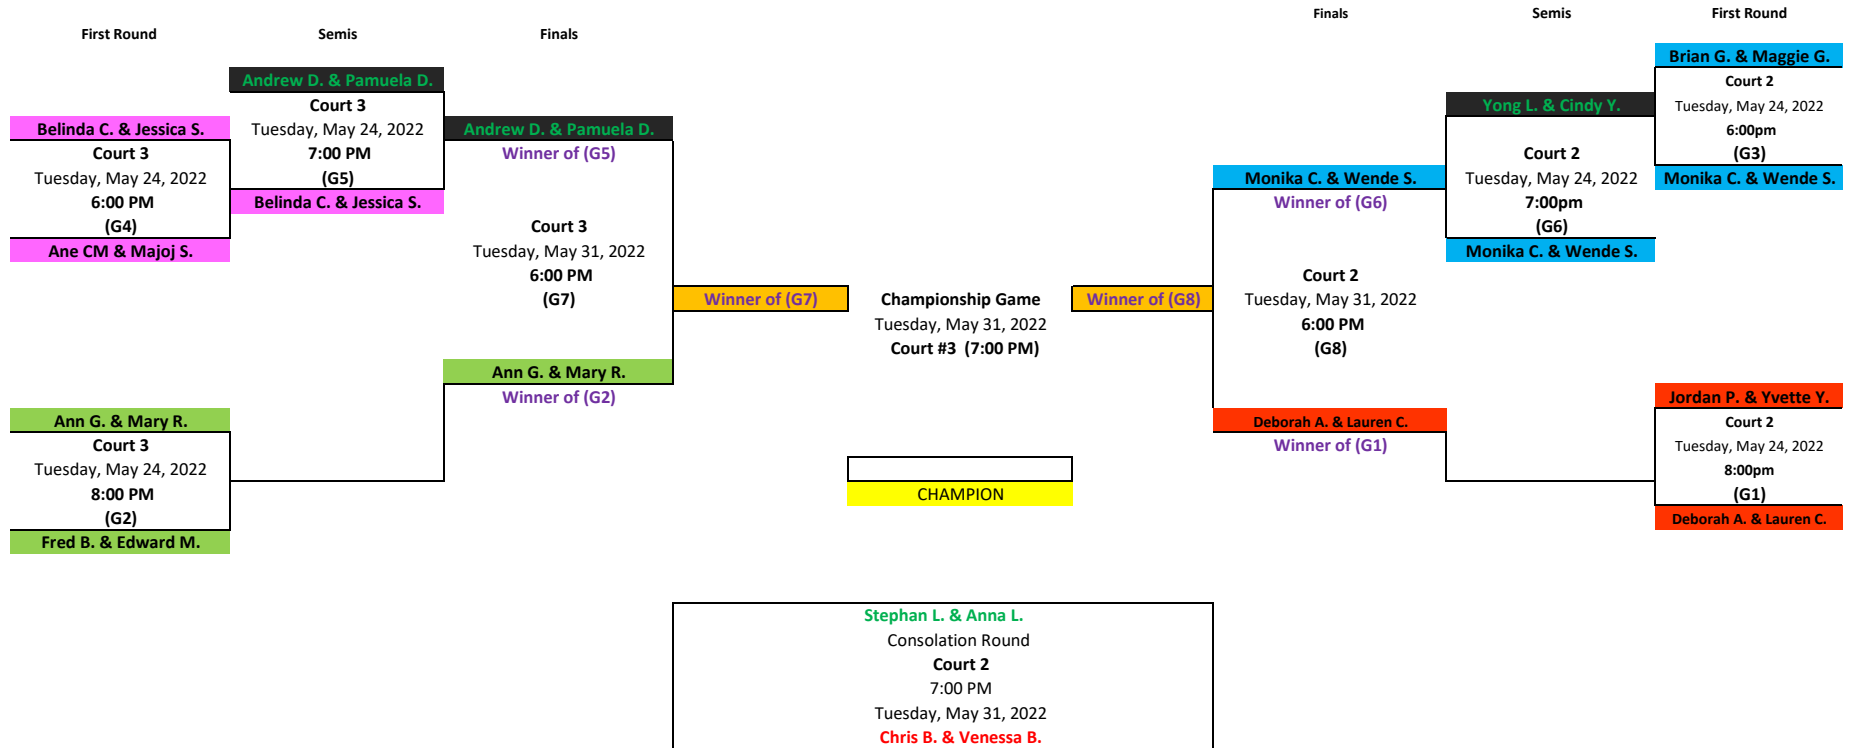 First Round
Semis
Finals
Andrew D. & Pamuela D.
Court 3
Tuesday, May 24, 2022
7:00 PM
(G5)
Belinda C. & Jessica S.
Belinda C. & Jessica S.
Court 3
Tuesday, May 24, 2022
6:00 PM
(G4)
Ane CM & Majoj S.
Andrew D. & Pamuela D.
Winner of (G5)
Court 3
Tuesday, May 31, 2022
6:00 PM
(G7)
Ann G. & Mary R.
Winner of (G2)
Ann G. & Mary R.
Court 3
Tuesday, May 24, 2022
8:00 PM
(G2)
Fred B. & Edward M.
Winner of (G7)
Championship Game
Tuesday, May 31, 2022
Court #3 (7:00 PM)
Winner of (G8)
CHAMPION
Finals
Semis
First Round
Brian G. & Maggie G.
Court 2
Tuesday, May 24, 2022
6:00pm
(G3)
Monika C. & Wende S.
Yong L. & Cindy Y.
Court 2
Tuesday, May 24, 2022
7:00pm
(G6)
Monika C. & Wende S.
Monika C. & Wende S.
Winner of (G6)
Court 2
Tuesday, May 31, 2022
6:00 PM
(G8)
Deborah A. & Lauren C.
Winner of (G1)
Jordan P. & Yvette Y.
Court 2
Tuesday, May 24, 2022
8:00pm
(G1)
Deborah A. & Lauren C.
Stephan L. & Anna L.
Consolation Round
Court 2
7:00 PM
Tuesday, May 31, 2022
Chris B. & Venessa B.